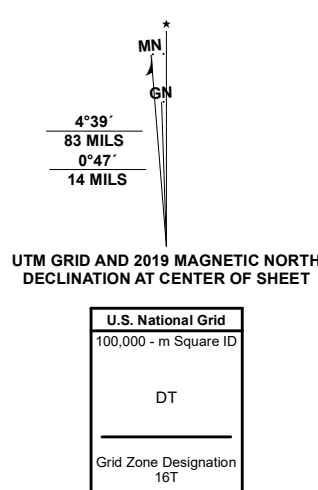 MN
GN
4°39´
83 MILS
0°47´
14 MILS
UTM GRID AND 2019 MAGNETIC NORTH
DECLINATION AT CENTER OF SHEET
U.S. National Grid
100,000 - m Square ID
DT
Grid Zone Designation
16T